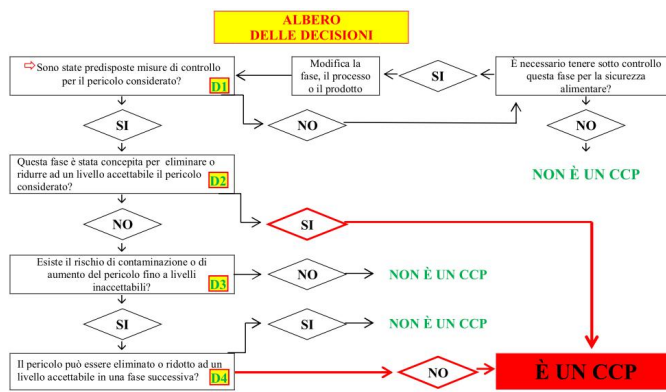 ALBERO
DELLE DECISIONI
⇨Sono state predisposte misure di controllo
per il pericolo considerato?
D1
Modifica la
fase, il processo
o il prodotto
SI
È necessario tenere sotto controllo
questa fase per la sicurezza
alimentare?
SI
NO
NO
NON È UN CCP
Questa fase è stata concepita per eliminare o
ridurre ad un livello accettabile il pericolo
considerato?
D2
NO
SI
Esiste il rischio di contaminazione o di
aumento del pericolo fino a livelli
inaccettabili?
D3
NO
NON È UN CCP
SI
SI
NON È UN CCP
Il pericolo può essere eliminato o ridotto ad un
livello accettabile in una fase successiva?
D4
NO
È UN CCP